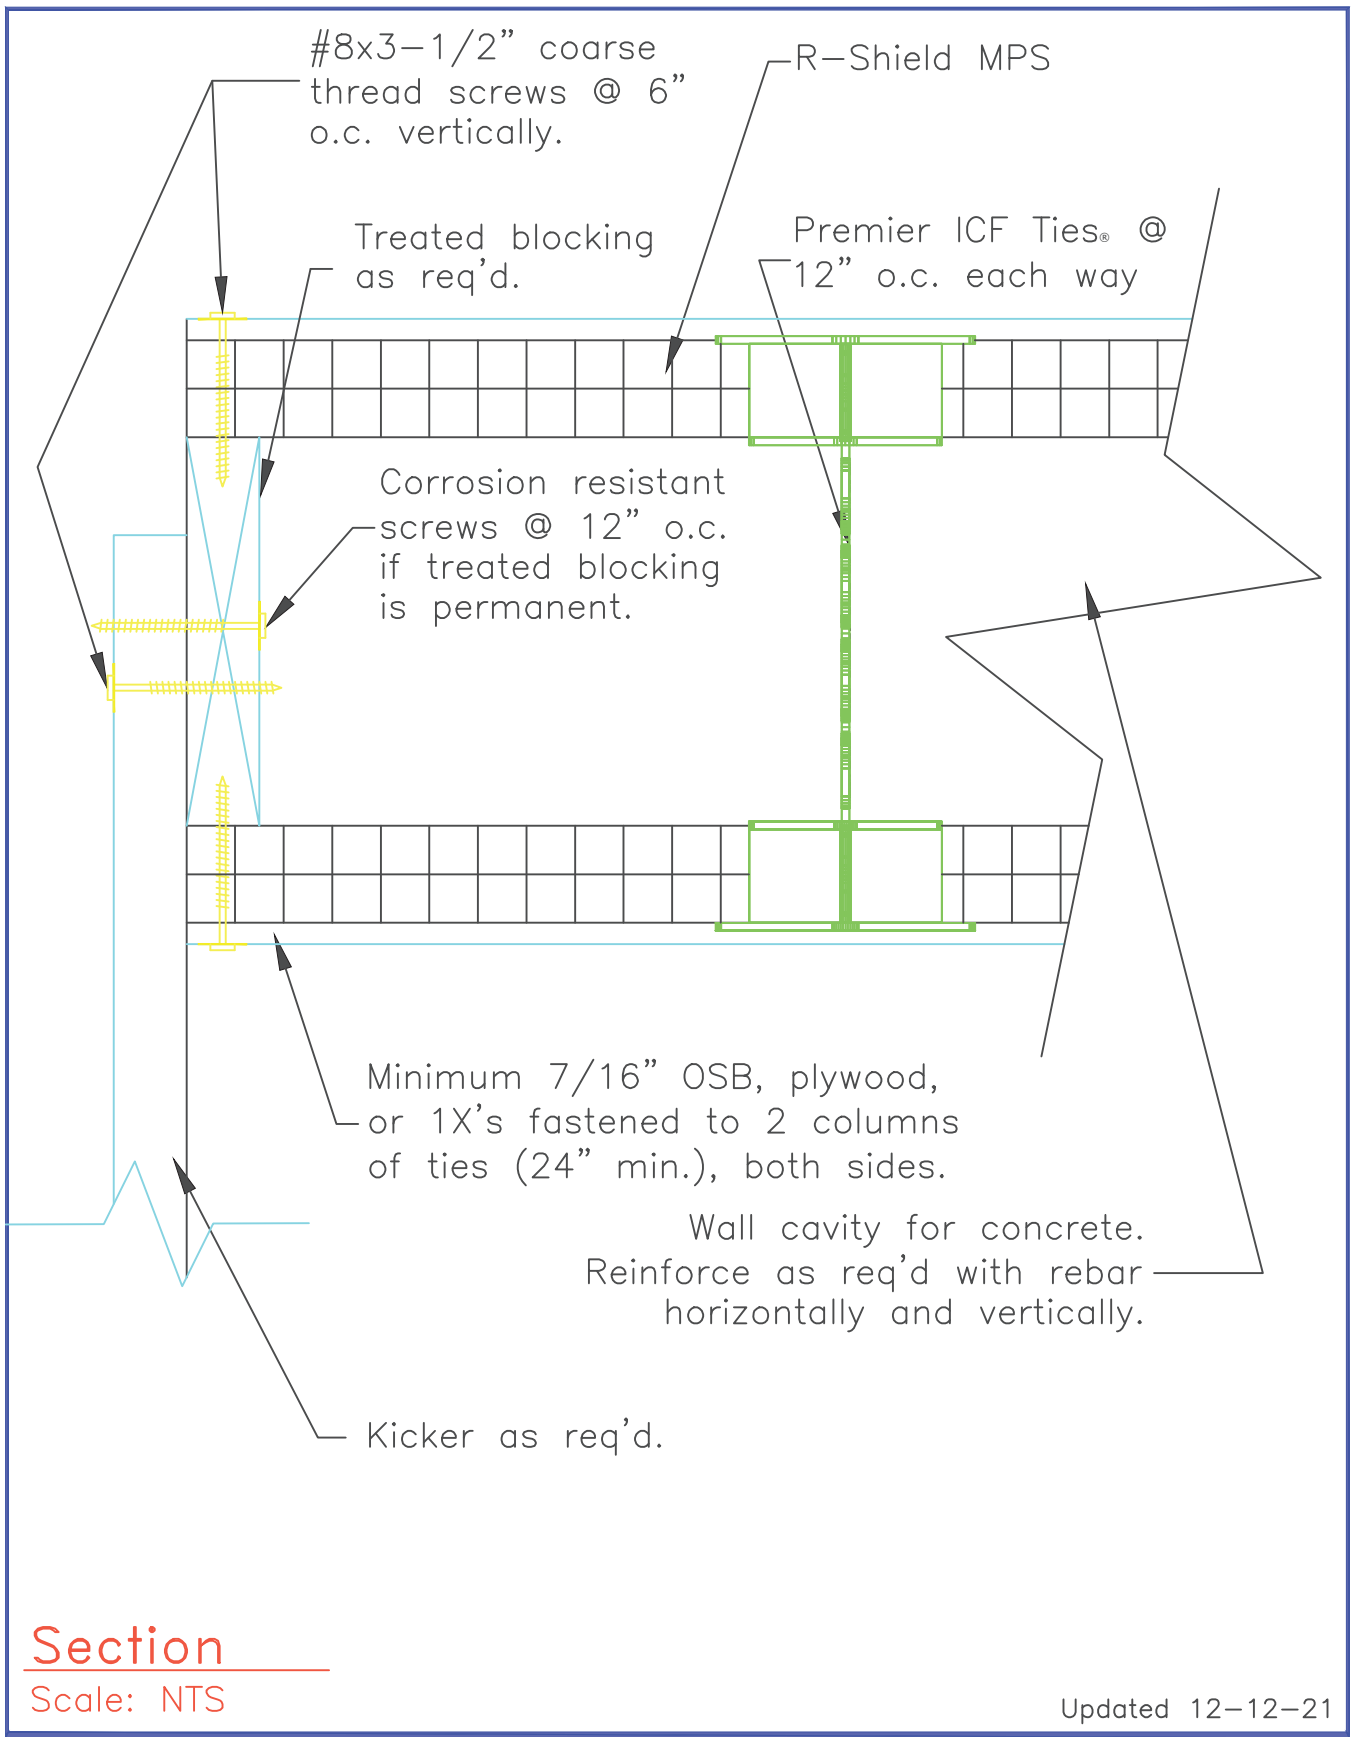 #8x3-1/2" coarse
thread screws @ 6"
o.c. vertically.
R-Shield MPS
Treated blocking
as req'd.
Premier ICF Ties® @
12" o.c. each way
Corrosion resistant
screws @ 12" o.c.
if treated blocking
is permanent.
Minimum 7/16" OSB, plywood,
or 1X's fastened to 2 columns
of ties (24" min.), both sides.
Wall cavity for concrete.
Reinforce as req'd with rebar
horizontally and vertically.
Kicker as req'd.
Section
Scale: NTS
Updated 12-12-21